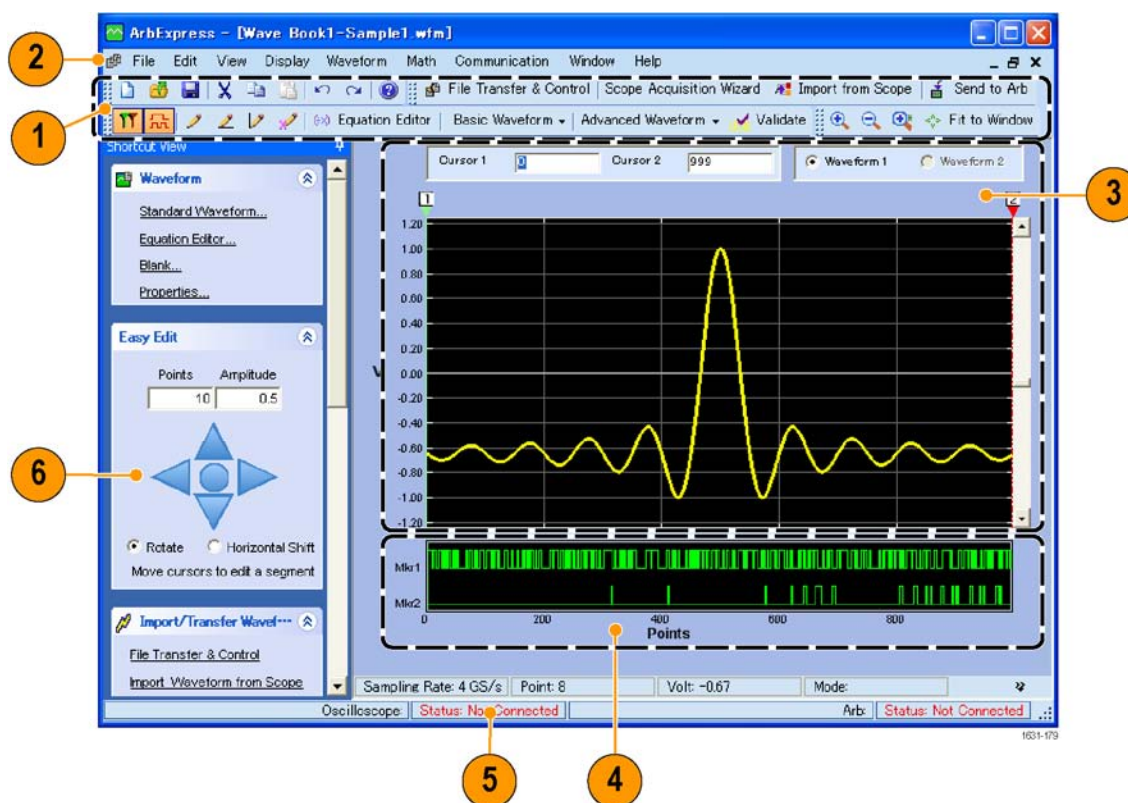 ArbExpress - [Wave Book1-Sample1.wfm]
2
File Edit View Display Waveform Math Communication Window Help
File Transfer & Control Scope Acquisition Wizard Import from Scope Send to Arb
1
Equation Editor Basic Waveform Advanced Waveform Validate Fit to Window
Shortcut View
Cursor 1 0 Cursor 2 999 Waveform 1 Waveform 2
Waveform
3
1 2
Standard Waveform...
Equation Editor...
Blank...
Properties...
1.20
1.00
0.80
0.60
0.40
0.20
0.00
-0.20
-0.40
-0.60
-0.80
-1.00
-1.20
Easy Edit
Points Amplitude
10 0.5
6
Rotate Horizontal Shift
Move cursors to edit a segment
Mkr1
Mkr2
0 200 400 600 800
Points
Import/Transfer Wavef...
File Transfer & Control
Import Waveform from Scope
Sampling Rate: 4 GS/s Point: 8 Volt: -0.67 Mode:
Oscilloscope: Status: Not Connected Arb: Status: Not Connected
1631-179
5
4